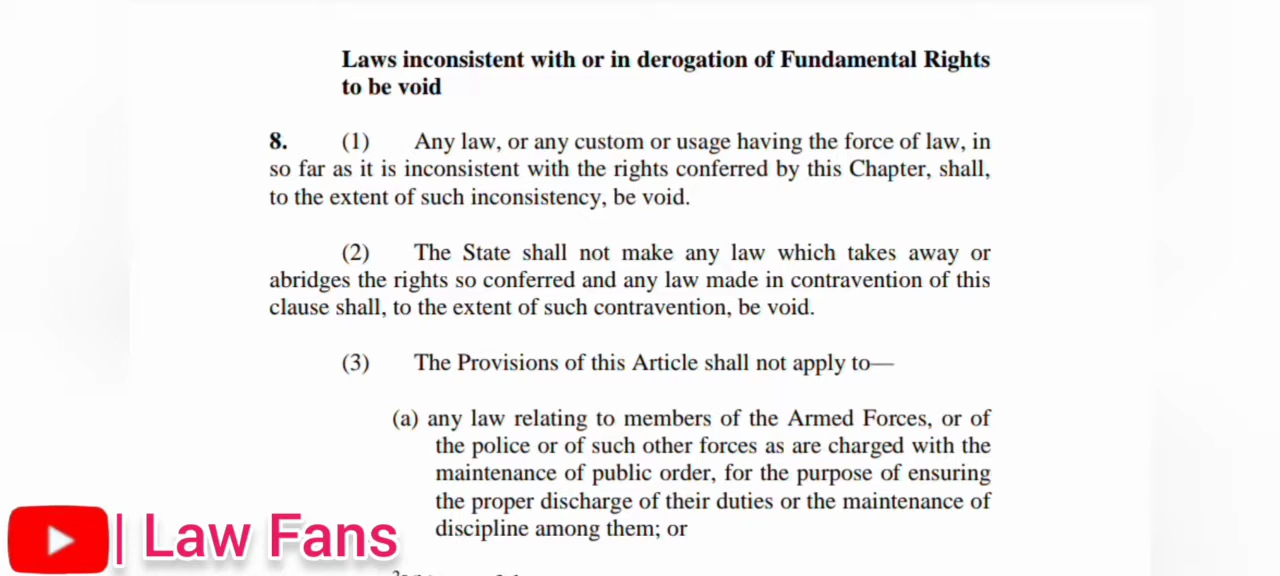 Laws inconsistent with or in derogation of Fundamental Rights
to be void
8. (1) Any law, or any custom or usage having the force of law, in
so far as it is inconsistent with the rights conferred by this Chapter, shall,
to the extent of such inconsistency, be void.
(2) The State shall not make any law which takes away or
abridges the rights so conferred and any law made in contravention of this
clause shall, to the extent of such contravention, be void.
(3) The Provisions of this Article shall not apply to—
(a) any law relating to members of the Armed Forces, or of
the police or of such other forces as are charged with the
maintenance of public order, for the purpose of ensuring
the proper discharge of their duties or the maintenance of
discipline among them; or
| Law Fans